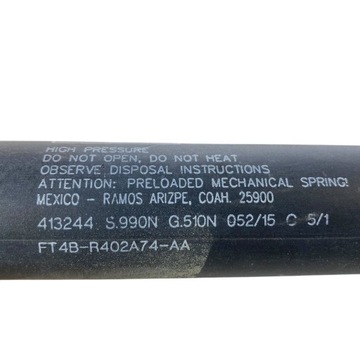 HIGH PRESSURE
DO NOT OPEN, DO NOT HEAT
OBSERVE DISPOSAL INSTRUCTIONS
ATTENTION: PRELOADED MECHANICAL SPRING!
MEXICO - RAMOS ARIZPE, COAH. 25900
413244 S.990N G.510N 052/15 C 5/1
FT4B-R402A74-AA